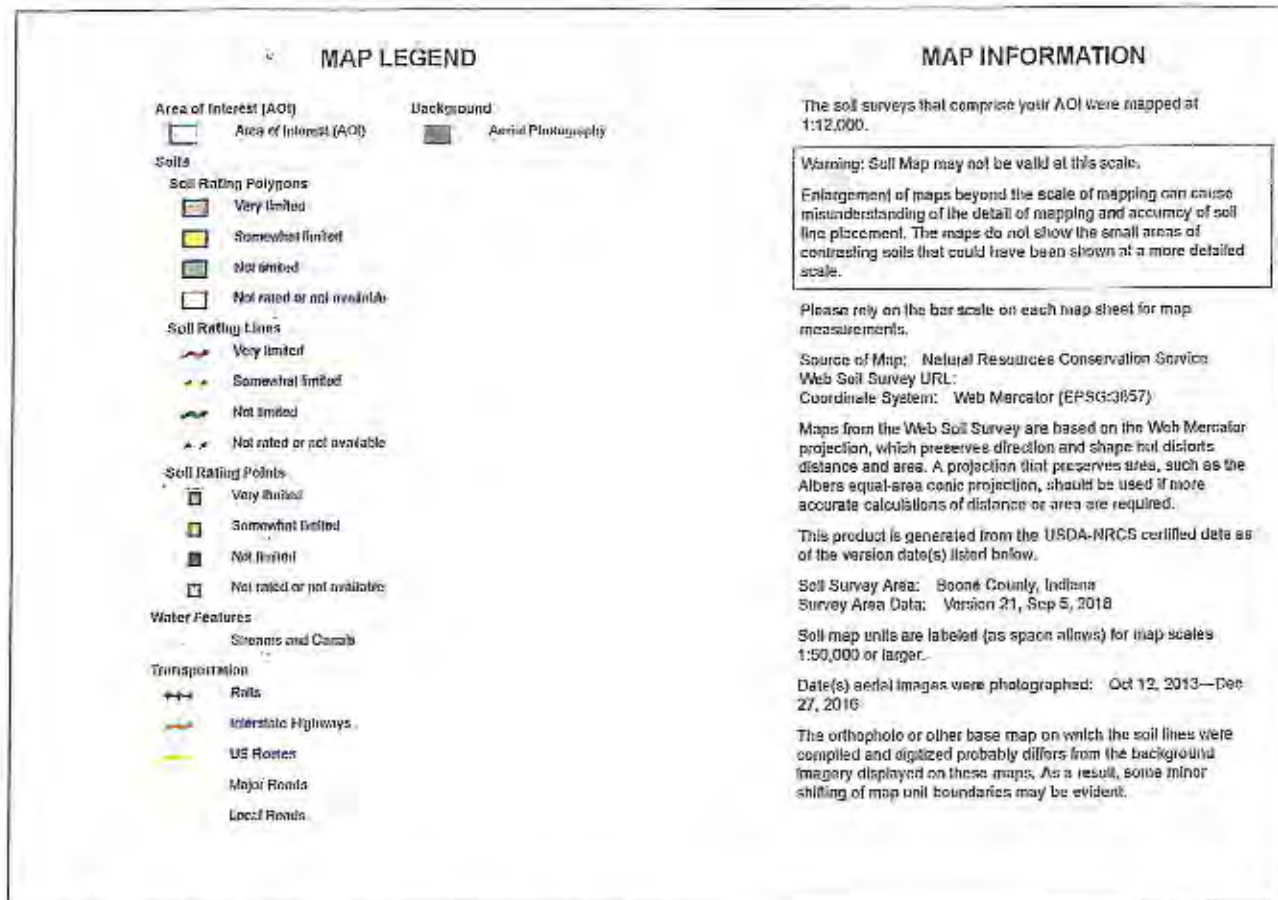 MAP LEGEND
Area of Interest (AOI)
Area of Interest (AOI)
Background
Aerial Photography
Soils
Soil Rating Polygons
Very limited
Somewhat limited
Not limited
Not rated or not available
Soil Rating Lines
Very limited
Somewhat limited
Not limited
Not rated or not available
Soil Rating Points
Very limited
Somewhat limited
Not limited
Not rated or not available
Water Features
Streams and Canals
Transportation
Rails
Interstate Highways
US Routes
Major Roads
Local Roads
MAP INFORMATION
The soil surveys that comprise your AOI were mapped at
1:12,000.
Warning: Soil Map may not be valid at this scale.
Enlargement of maps beyond the scale of mapping can cause
misunderstanding of the detail of mapping and accuracy of soil
line placement. The maps do not show the small areas of
contrasting soils that could have been shown at a more detailed
scale.
Please rely on the bar scale on each map sheet for map
measurements.
Source of Map: Natural Resources Conservation Service
Web Soil Survey URL:
Coordinate System: Web Mercator (EPSG:3857)
Maps from the Web Soil Survey are based on the Web Mercator
projection, which preserves direction and shape but distorts
distance and area. A projection that preserves area, such as the
Albers equal-area conic projection, should be used if more
accurate calculations of distance or area are required.
This product is generated from the USDA-NRCS certified data as
of the version date(s) listed below.
Soil Survey Area: Boone County, Indiana
Survey Area Data: Version 21, Sep 5, 2018
Soil map units are labeled (as space allows) for map scales
1:50,000 or larger.
Date(s) aerial images were photographed: Oct 12, 2013—Dec
27, 2016
The orthophoto or other base map on which the soil lines were
compiled and digitized probably differs from the background
imagery displayed on these maps. As a result, some minor
shifting of map unit boundaries may be evident.